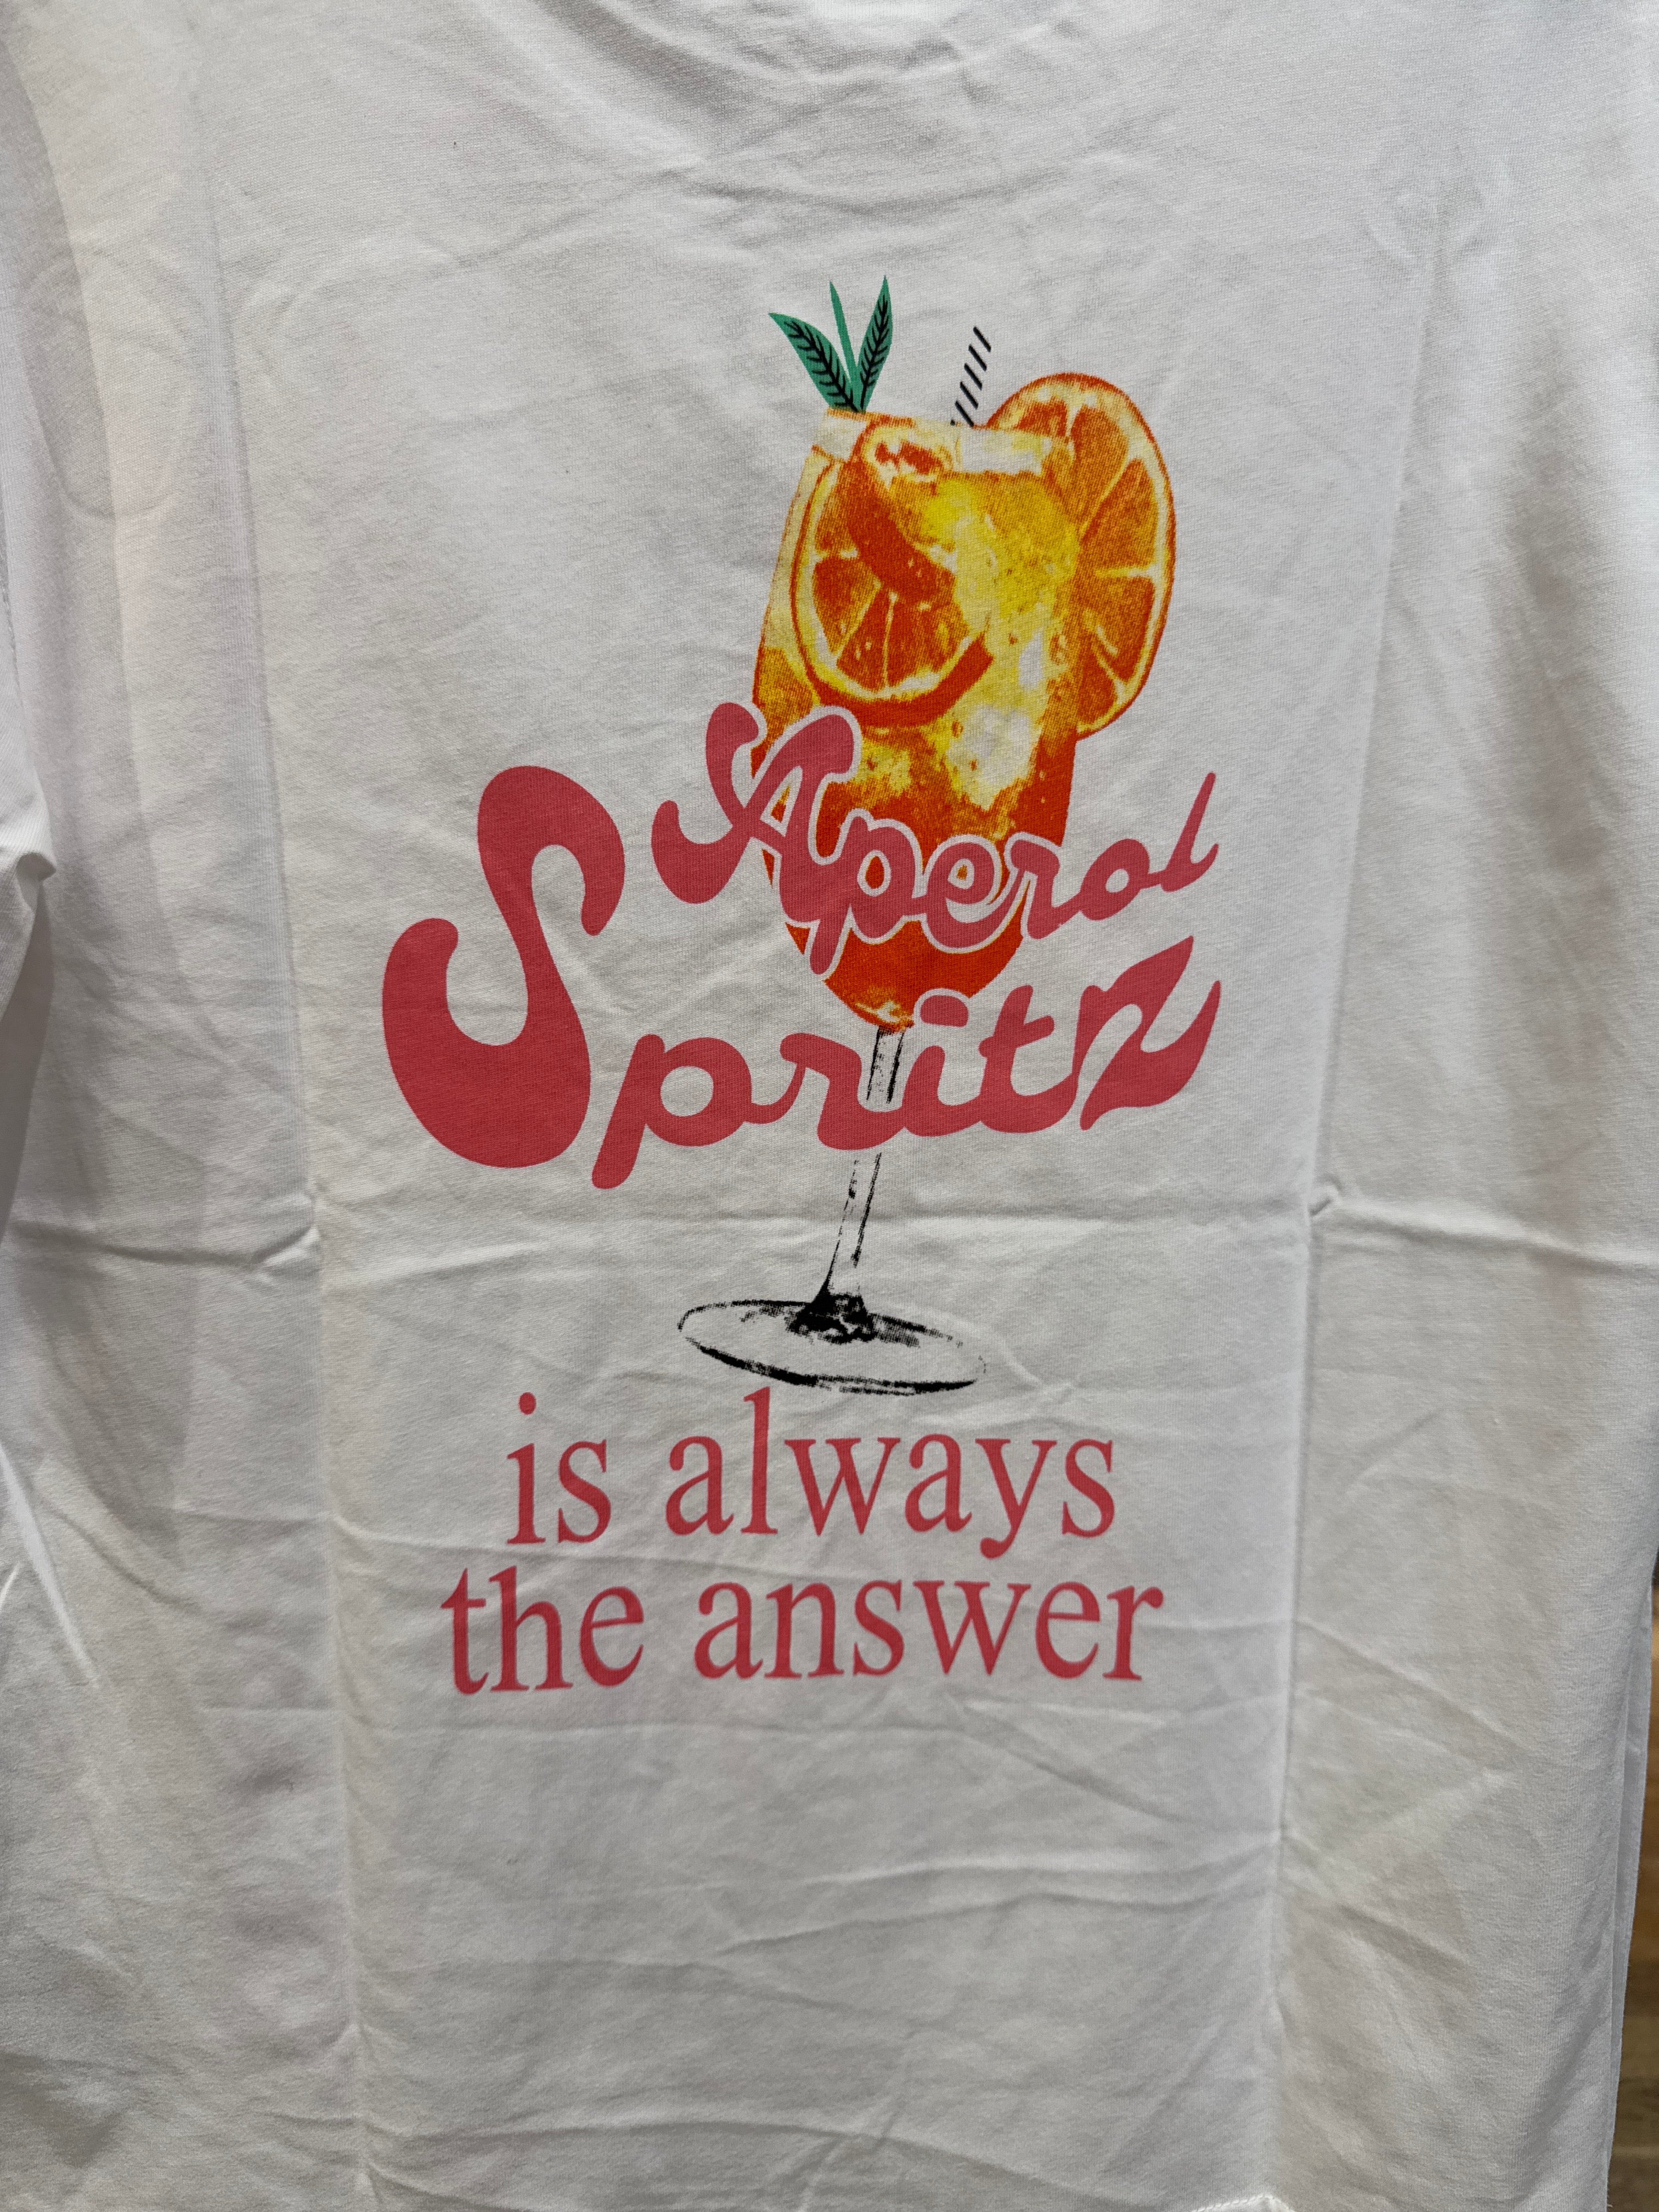 Aperol
Spritz
is always
the answer